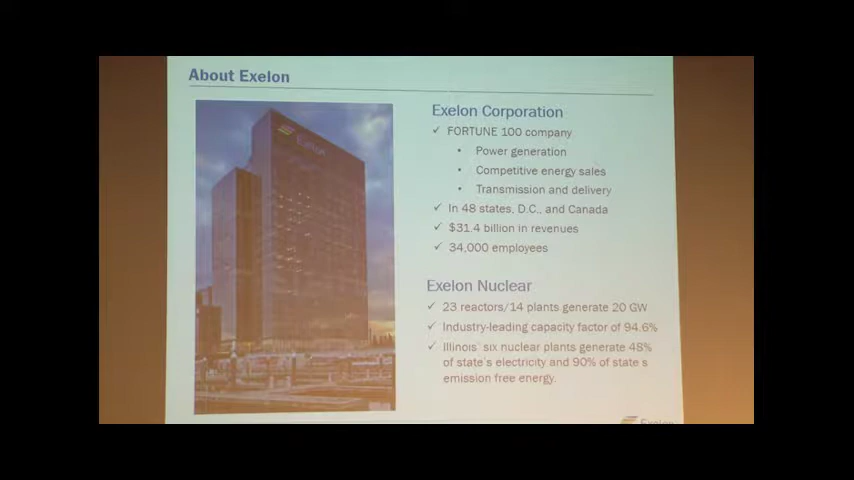 About Exelon
Exelon
Exelon Corporation
✓ FORTUNE 100 company
• Power generation
• Competitive energy sales
• Transmission and delivery
✓ In 48 states, D.C., and Canada
✓ $31.4 billion in revenues
✓ 34,000 employees
Exelon Nuclear
✓ 23 reactors/14 plants generate 20 GW
✓ Industry-leading capacity factor of 94.6%
✓ Illinois' six nuclear plants generate 48%
of state's electricity and 90% of state s
emission free energy.
Exelon